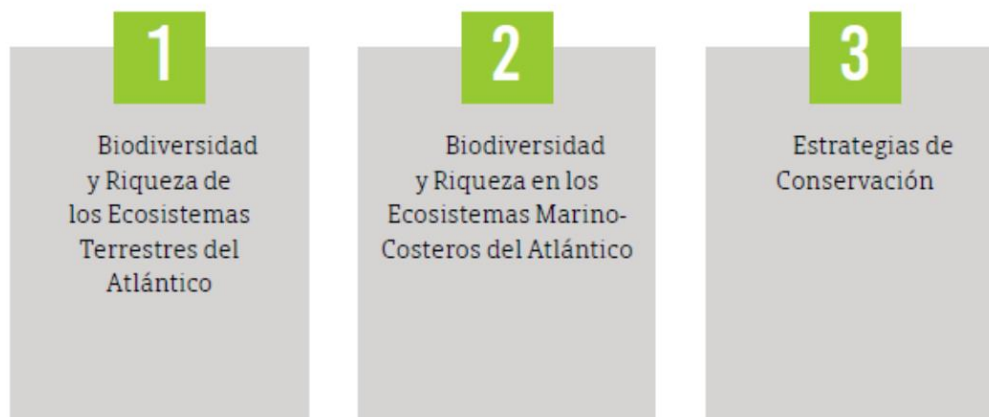 1
Biodiversidad
y Riqueza de
los Ecosistemas
Terrestres del
Atlántico
2
Biodiversidad
y Riqueza en los
Ecosistemas Marino-
Costeros del Atlántico
3
Estrategias de
Conservación